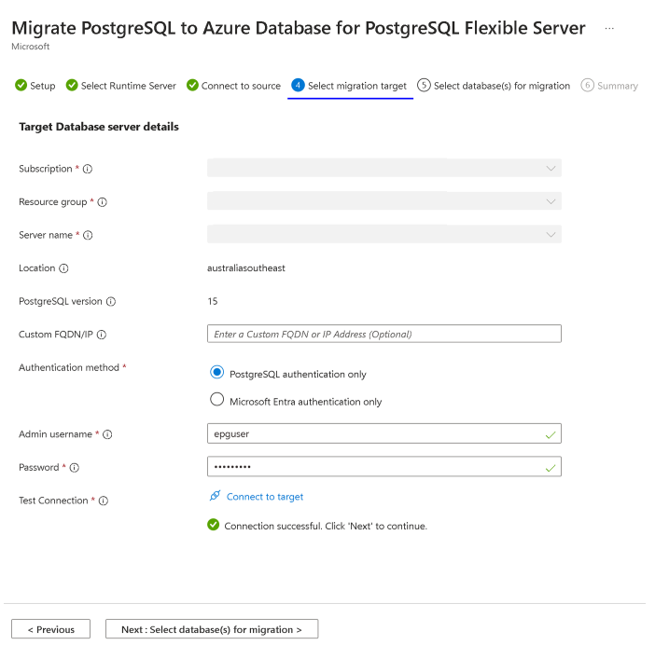 Migrate PostgreSQL to Azure Database for PostgreSQL Flexible Server ...
Microsoft
Setup Select Runtime Server Connect to source 4 Select migration target 5 Select database(s) for migration 6 Summary
Target Database server details
Subscription *
Resource group *
Server name *
Location australiasoutheast
PostgreSQL version 15
Custom FQDN/IP Enter a Custom FQDN or IP Address (Optional)
Authentication method *
PostgreSQL authentication only
Microsoft Entra authentication only
Admin username * epguser
Password * •••••••••
Test Connection * Connect to target
Connection successful. Click 'Next' to continue.
< Previous Next : Select database(s) for migration >